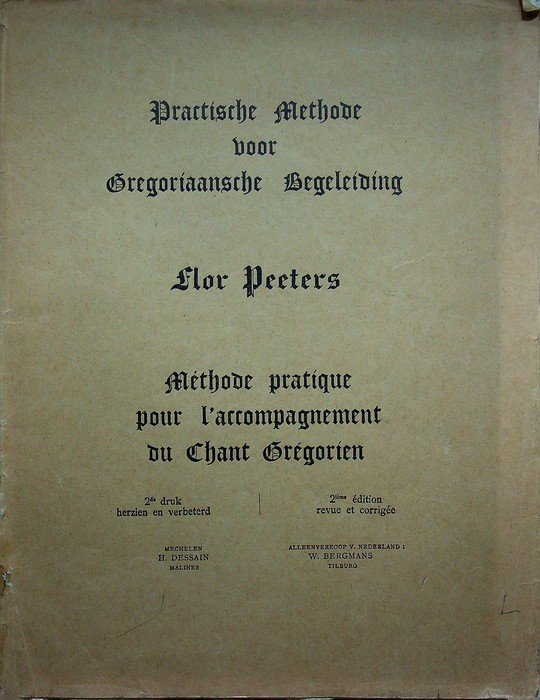 Practische Methode
voor
Gregoriaansche Begeleiding
Flor Peeters
Méthode pratique
pour l'accompagnement
du Chant Grégorien
2de druk
herzien en verbeterd
2ième édition
revue et corrigée
MECHELEN
H. DESSAIN
MALINES
ALLEENVERKOOP V. NEDERLAND :
W. BERGMANS
TILBURG